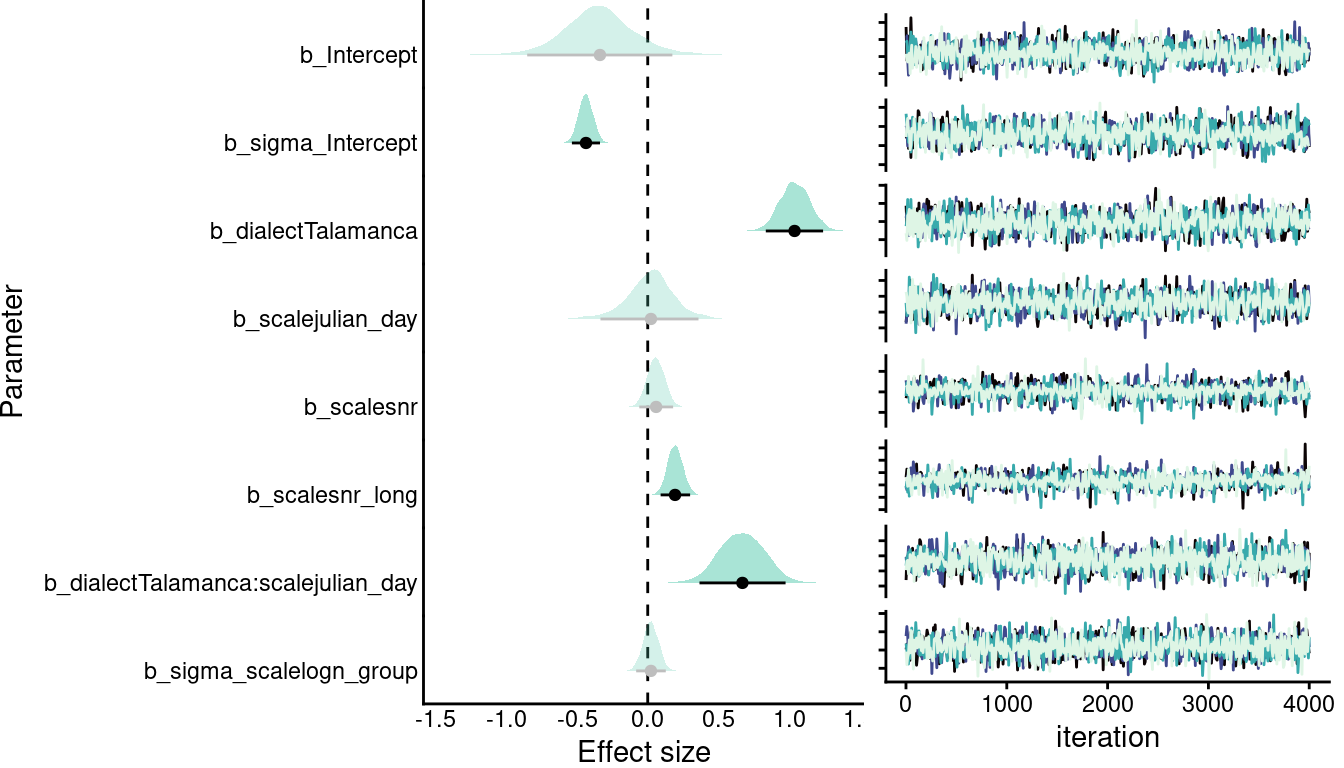 b_Intercept
b_sigma_Intercept
b_dialectTalamanca
b_scalejulian_day
b_scalesnr
b_scalesnr_long
b_dialectTalamanca:scalejulian_day
b_sigma_scalelogn_group
Parameter
-1.5 -1.0 -0.5 0.0 0.5 1.0 1.
Effect size
0 1000 2000 3000 4000
iteration